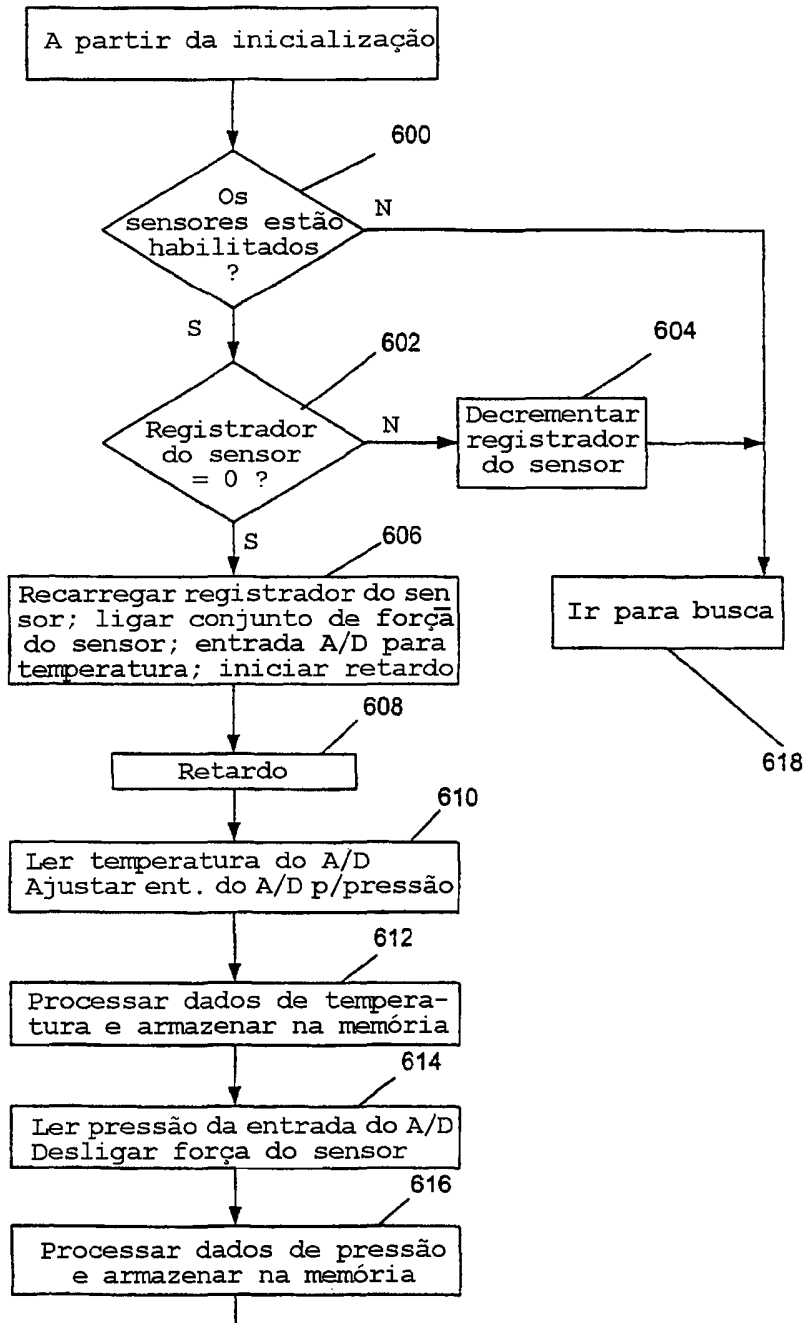 A partir da inicialização
600
Os
sensores estão
habilitados
?
N
S
602
604
Registrador
do sensor
= 0 ?
N
Decrementar
registrador
do sensor
S
606
Recarregar registrador do sen
sor; ligar conjunto de força
do sensor; entrada A/D para
temperatura; iniciar retardo
Ir para busca
618
608
Retardo
610
Ler temperatura do A/D
Ajustar ent. do A/D p/pressão
612
Processar dados de tempera-
tura e armazenar na memória
614
Ler pressão da entrada do A/D
Desligar força do sensor
616
Processar dados de pressão
e armazenar na memória